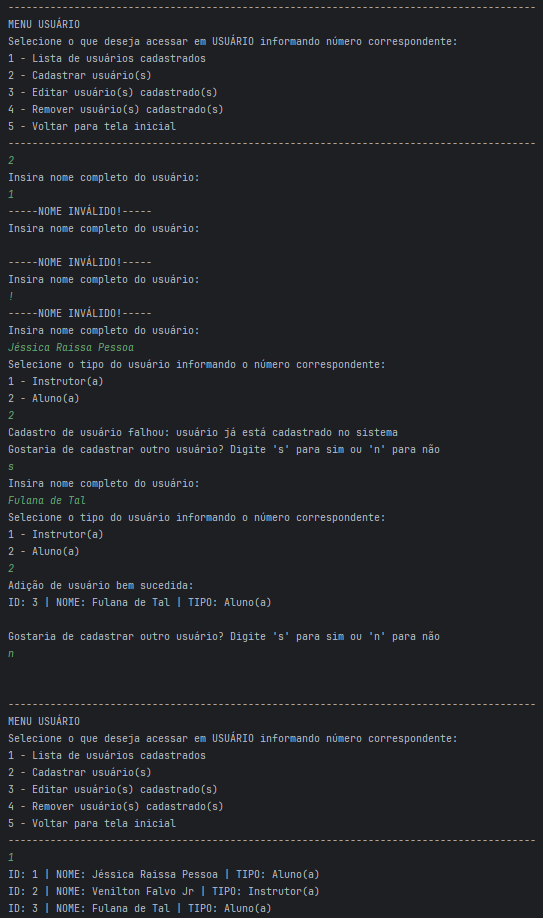 ----------------------------------------------------------------------------------------
MENU USUÁRIO
Selecione o que deseja acessar em USUÁRIO informando número correspondente:
1 - Lista de usuários cadastrados
2 - Cadastrar usuário(s)
3 - Editar usuário(s) cadastrado(s)
4 - Remover usuário(s) cadastrado(s)
5 - Voltar para tela inicial
----------------------------------------------------------------------------------------
2
Insira nome completo do usuário:
1
-----NOME INVÁLIDO!-----
Insira nome completo do usuário:
-----NOME INVÁLIDO!-----
Insira nome completo do usuário:
!
-----NOME INVÁLIDO!-----
Insira nome completo do usuário:
Jéssica Raissa Pessoa
Selecione o tipo do usuário informando o número correspondente:
1 - Instrutor(a)
2 - Aluno(a)
2
Cadastro de usuário falhou: usuário já está cadastrado no sistema
Gostaria de cadastrar outro usuário? Digite 's' para sim ou 'n' para não
s
Insira nome completo do usuário:
Fulana de Tal
Selecione o tipo do usuário informando o número correspondente:
1 - Instrutor(a)
2 - Aluno(a)
2
Adição de usuário bem sucedida:
ID: 3 | NOME: Fulana de Tal | TIPO: Aluno(a)
Gostaria de cadastrar outro usuário? Digite 's' para sim ou 'n' para não
n
----------------------------------------------------------------------------------------
MENU USUÁRIO
Selecione o que deseja acessar em USUÁRIO informando número correspondente:
1 - Lista de usuários cadastrados
2 - Cadastrar usuário(s)
3 - Editar usuário(s) cadastrado(s)
4 - Remover usuário(s) cadastrado(s)
5 - Voltar para tela inicial
----------------------------------------------------------------------------------------
1
ID: 1 | NOME: Jéssica Raissa Pessoa | TIPO: Aluno(a)
ID: 2 | NOME: Venilton Falvo Jr | TIPO: Instrutor(a)
ID: 3 | NOME: Fulana de Tal | TIPO: Aluno(a)